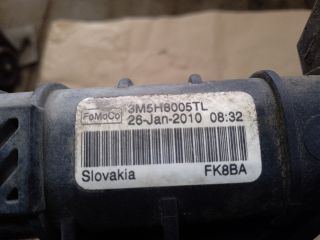 FoMoCo 3M5H8005TL
26-Jan-2010 08:32
Slovakia FK8BA